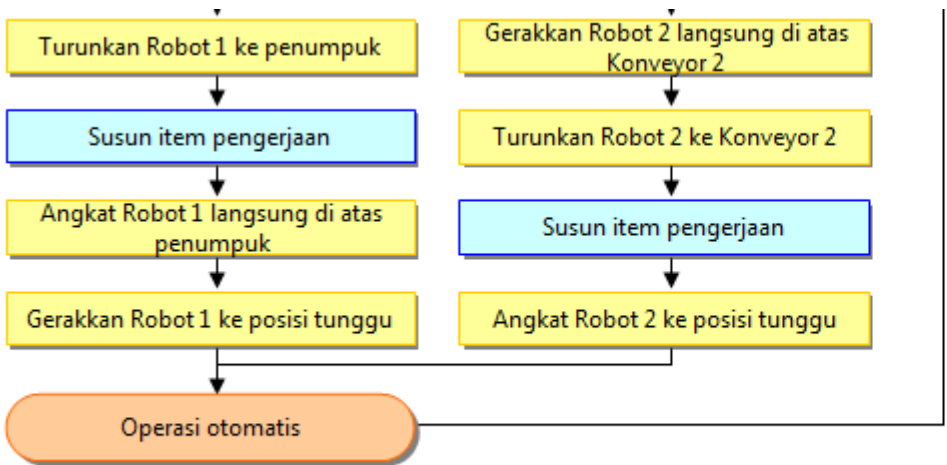 Turunkan Robot 1 ke penumpuk
Susun item pengerjaan
Angkat Robot 1 langsung di atas
penumpuk
Gerakkan Robot 1 ke posisi tunggu
Gerakkan Robot 2 langsung di atas
Konveyor 2
Turunkan Robot 2 ke Konveyor 2
Susun item pengerjaan
Angkat Robot 2 ke posisi tunggu
Operasi otomatis